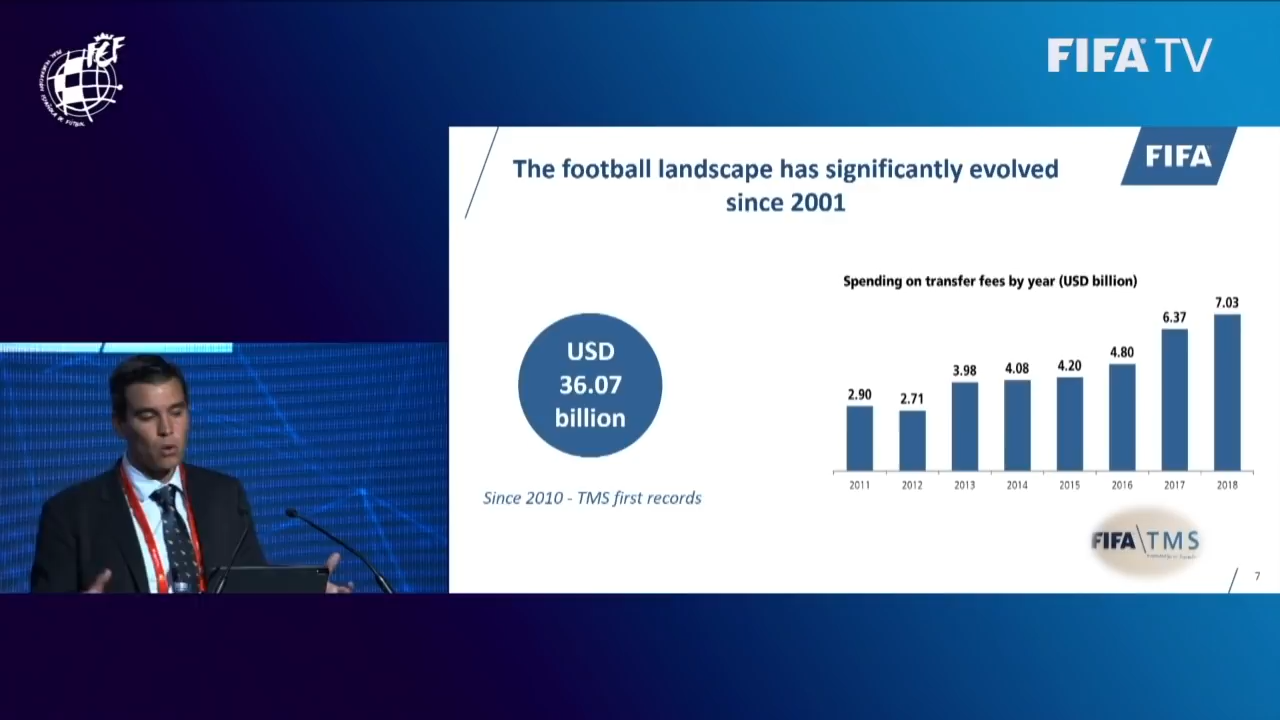 FIFA TV
The football landscape has significantly evolved
since 2001
FIFA
Spending on transfer fees by year (USD billion)
USD
36.07
billion
2.90
2.71
3.98
4.08
4.20
4.80
6.37
7.03
2011
2012
2013
2014
2015
2016
2017
2018
Since 2010 - TMS first records
FIFA\TMS
7